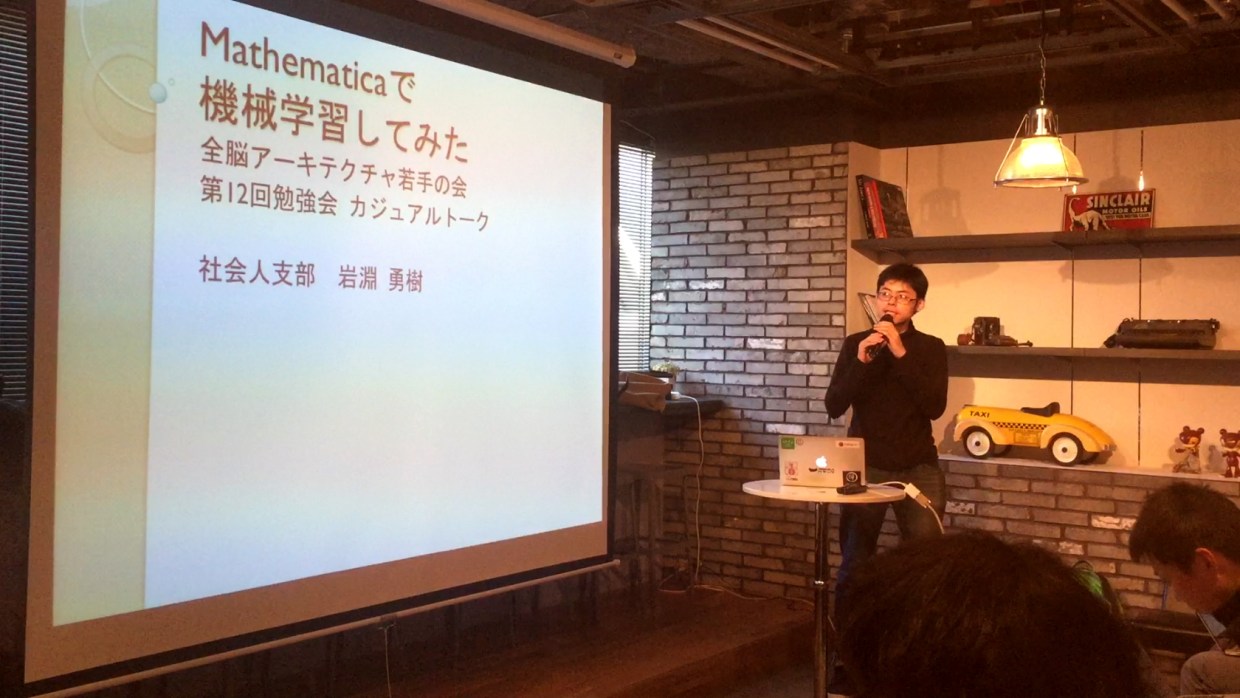 Mathematicaで
機械学習してみた
全脳アーキテクチャ若手の会
第12回勉強会 カジュアルトーク
社会人支部 岩淵 勇樹
SINCLAIR
MOTOR OILS
TAXI